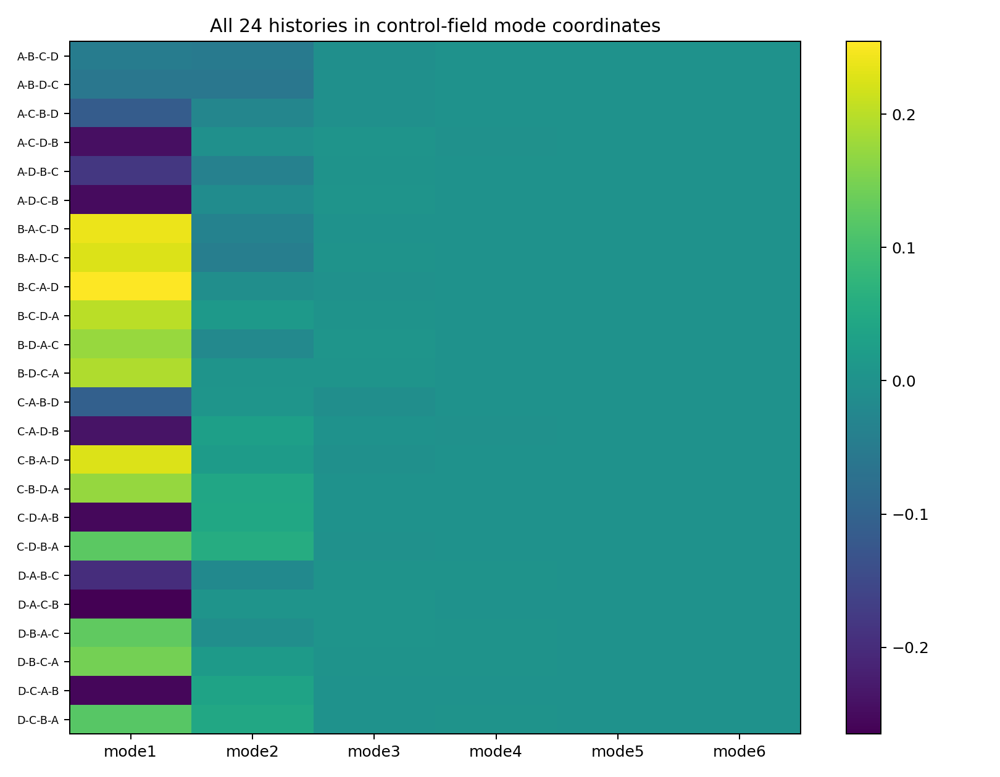 All 24 histories in control-field mode coordinates
A-B-C-D
A-B-D-C
A-C-B-D
A-C-D-B
A-D-B-C
A-D-C-B
B-A-C-D
B-A-D-C
B-C-A-D
B-C-D-A
B-D-A-C
B-D-C-A
C-A-B-D
C-A-D-B
C-B-A-D
C-B-D-A
C-D-A-B
C-D-B-A
D-A-B-C
D-A-C-B
D-B-A-C
D-B-C-A
D-C-A-B
D-C-B-A
mode1 mode2 mode3 mode4 mode5 mode6
0.2
0.1
0.0
−0.1
−0.2